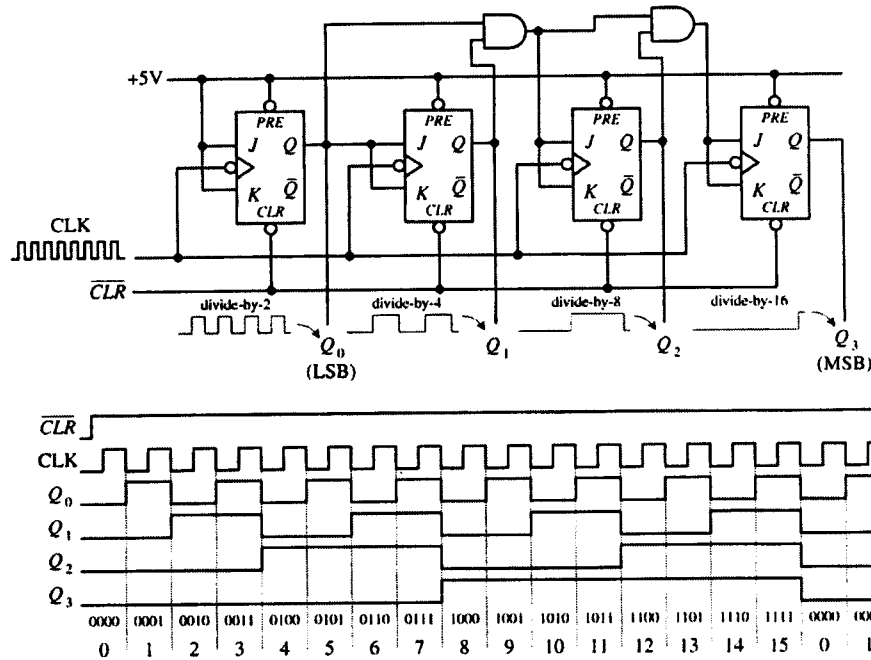 +5V
PRE PRE PRE PRE
J Q J Q J Q J Q
K Q̅ K Q̅ K Q̅ K Q̅
CLR CLR CLR CLR
CLK
C̅L̅R̅
divide-by-2 divide-by-4 divide-by-8 divide-by-16
Q₀ Q₁ Q₂ Q₃
(LSB) (MSB)
C̅L̅R̅
CLK
Q₀
Q₁
Q₂
Q₃
0000 0001 0010 0011 0100 0101 0110 0111 1000 1001 1010 1011 1100 1101 1110 1111 0000
0 1 2 3 4 5 6 7 8 9 10 11 12 13 14 15 0